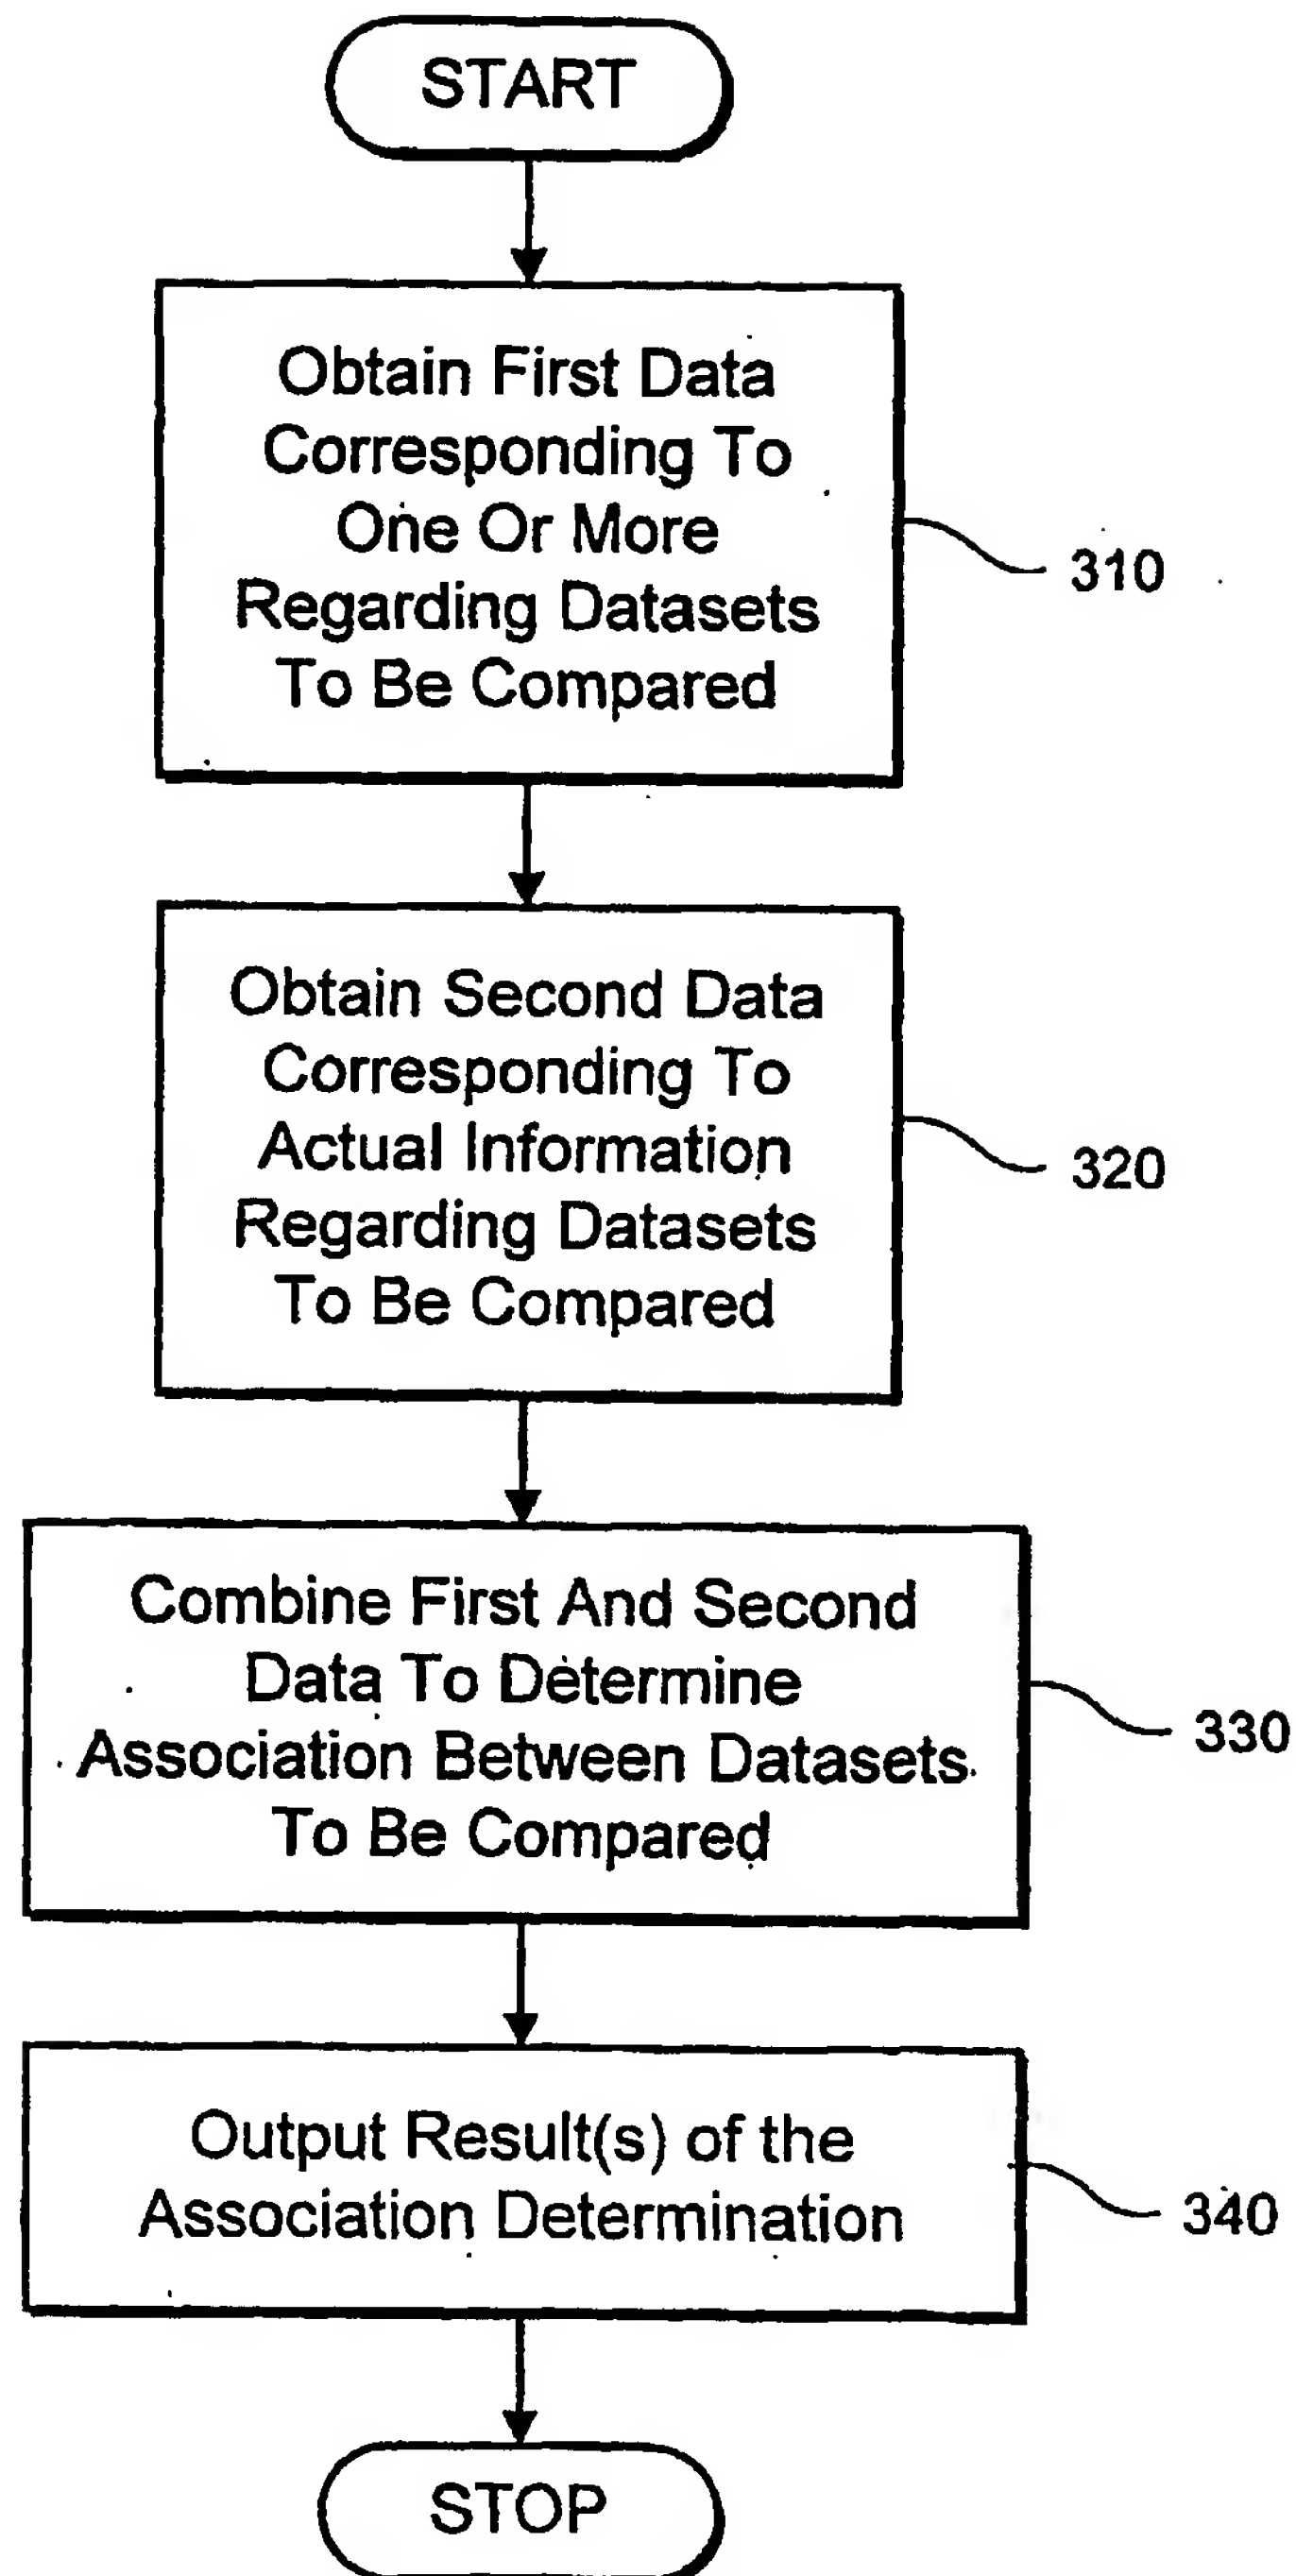 START
Obtain First Data
Corresponding To
One Or More
Regarding Datasets
To Be Compared
310
Obtain Second Data
Corresponding To
Actual Information
Regarding Datasets
To Be Compared
320
Combine First And Second
Data To Determine
Association Between Datasets
To Be Compared
330
Output Result(s) of the
Association Determination
340
STOP